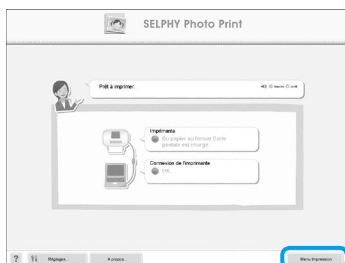 SELPHY Photo Print
Prêt à imprimer.
Imprimante
Du papier au format Carte
postale est chargé.
Connexion de l'imprimante
OK
? Réglages... A propos... Menu Impression